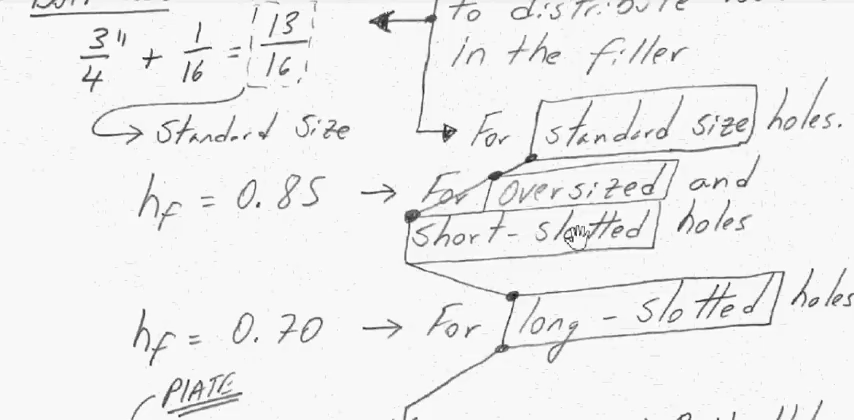 to distribute
3/4" + 1/16 = 13/16
in the filler
Standard Size
For standard size holes.
hf = 0.85 → For oversized and
short-slotted holes
hf = 0.70 → For long-slotted holes
PLATE